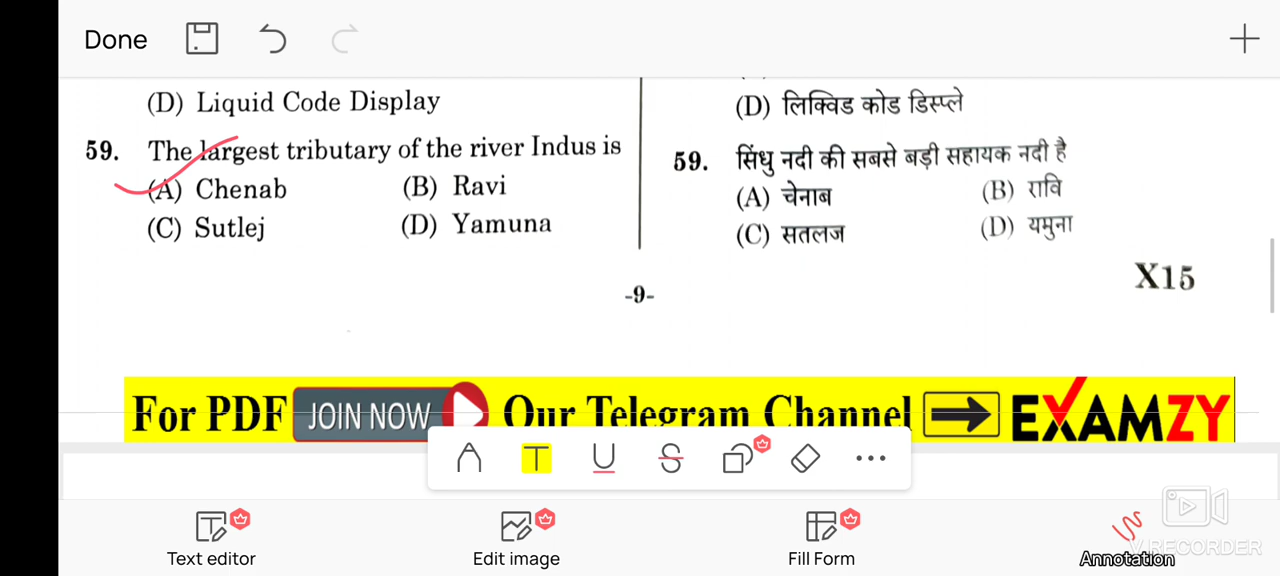 Done
(D) Liquid Code Display
59. The largest tributary of the river Indus is
(A) Chenab (B) Ravi
(C) Sutlej (D) Yamuna
(D) लिक्विड कोड डिस्प्ले
59. सिंधु नदी की सबसे बड़ी सहायक नदी है
(A) चेनाब (B) रावि
(C) सतलज (D) यमुना
X15
-9-
For PDF JOIN NOW Our Telegram Channel EXAMZY
Text editor Edit image Fill Form Annotation
V RECORDER